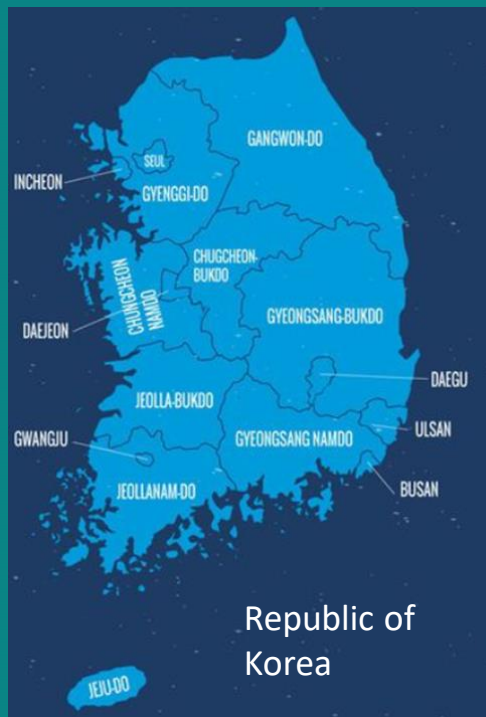 GANGWON-DO
SEUL
INCHEON
GYENGGI-DO
CHUGCHEON-
BUKDO
CHUNGCHEON
NAMDO
GYEONGSANG-BUKDO
DAEJEON
DAEGU
JEOLLA-BUKDO
ULSAN
GYEONGSANG NAMDO
GWANGJU
JEOLLANAM-DO
BUSAN
Republic of
Korea
JEJU-DO